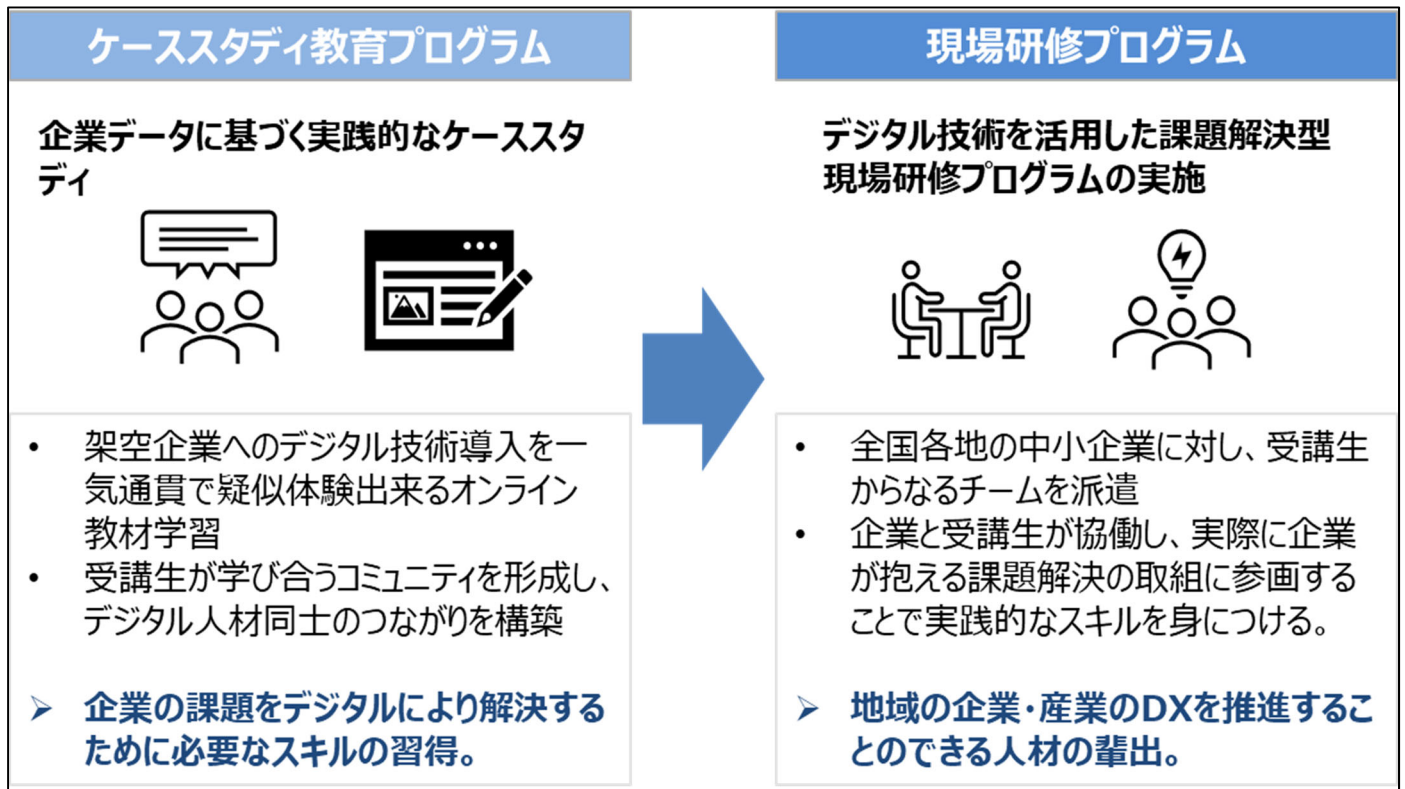 ケーススタディ教育プログラム
企業データに基づく実践的なケーススタ
ディ
• 架空企業へのデジタル技術導入を一
気通貫で疑似体験出来るオンライン
教材学習
• 受講生が学び合うコミュニティを形成し、
デジタル人材同士のつながりを構築
➢ 企業の課題をデジタルにより解決する
ために必要なスキルの習得。
現場研修プログラム
デジタル技術を活用した課題解決型
現場研修プログラムの実施
• 全国各地の中小企業に対し、受講生
からなるチームを派遣
• 企業と受講生が協働し、実際に企業
が抱える課題解決の取組に参画する
ことで実践的なスキルを身につける。
➢ 地域の企業・産業のDXを推進するこ
とのできる人材の輩出。